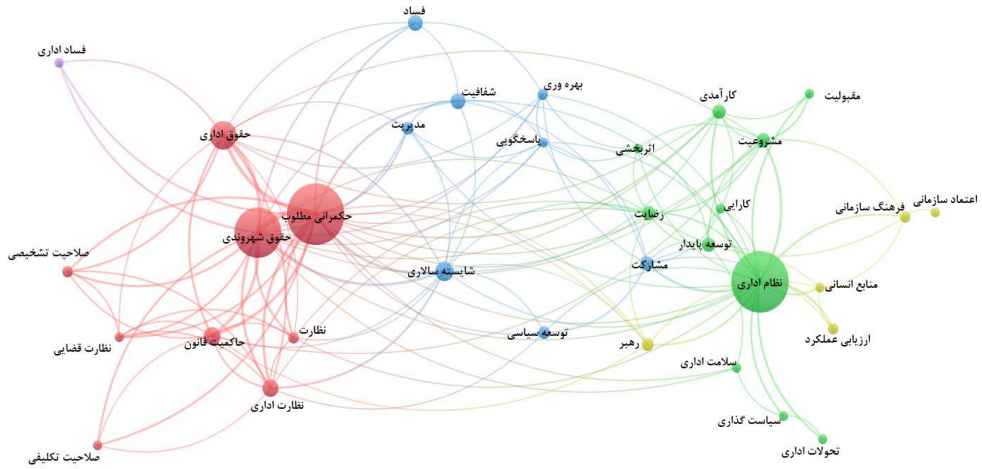 فساد
فساد اداری
بهره وری
شفافیت
کارآمدی
مقبولیت
مدیریت
حقوق اداری
پاسخگویی
اثربخشی
مشروعیت
حکمرانی مطلوب
رضایت
کارایی
فرهنگ سازمانی
اعتماد سازمانی
حقوق شهروندی
توسعه پایدار
صلاحیت تشخیصی
شایسته سالاری
مشارکت
نظام اداری
منابع انسانی
نظارت
توسعه سیاسی
ارزیابی عملکرد
نظارت قضایی
حاکمیت قانون
رهبر
سلامت اداری
نظارت اداری
سیاست گذاری
صلاحیت تکلیفی
تحولات اداری